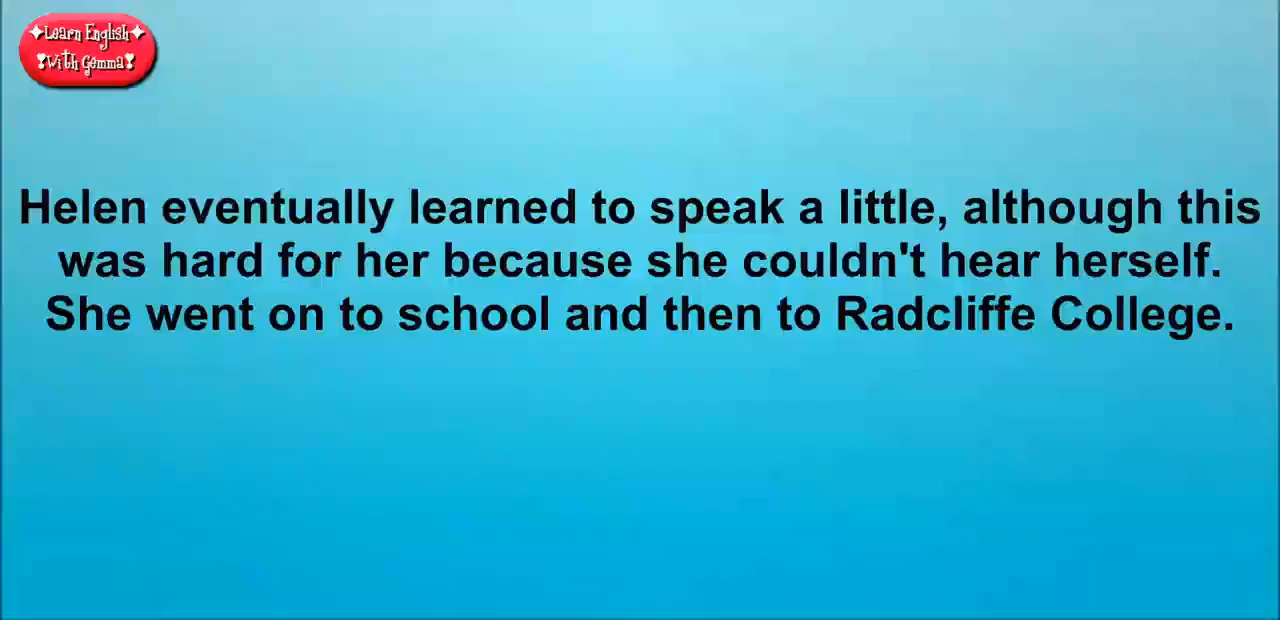 ✦Learn English✦
❣With Gemma❣
Helen eventually learned to speak a little, although this
was hard for her because she couldn't hear herself.
She went on to school and then to Radcliffe College.